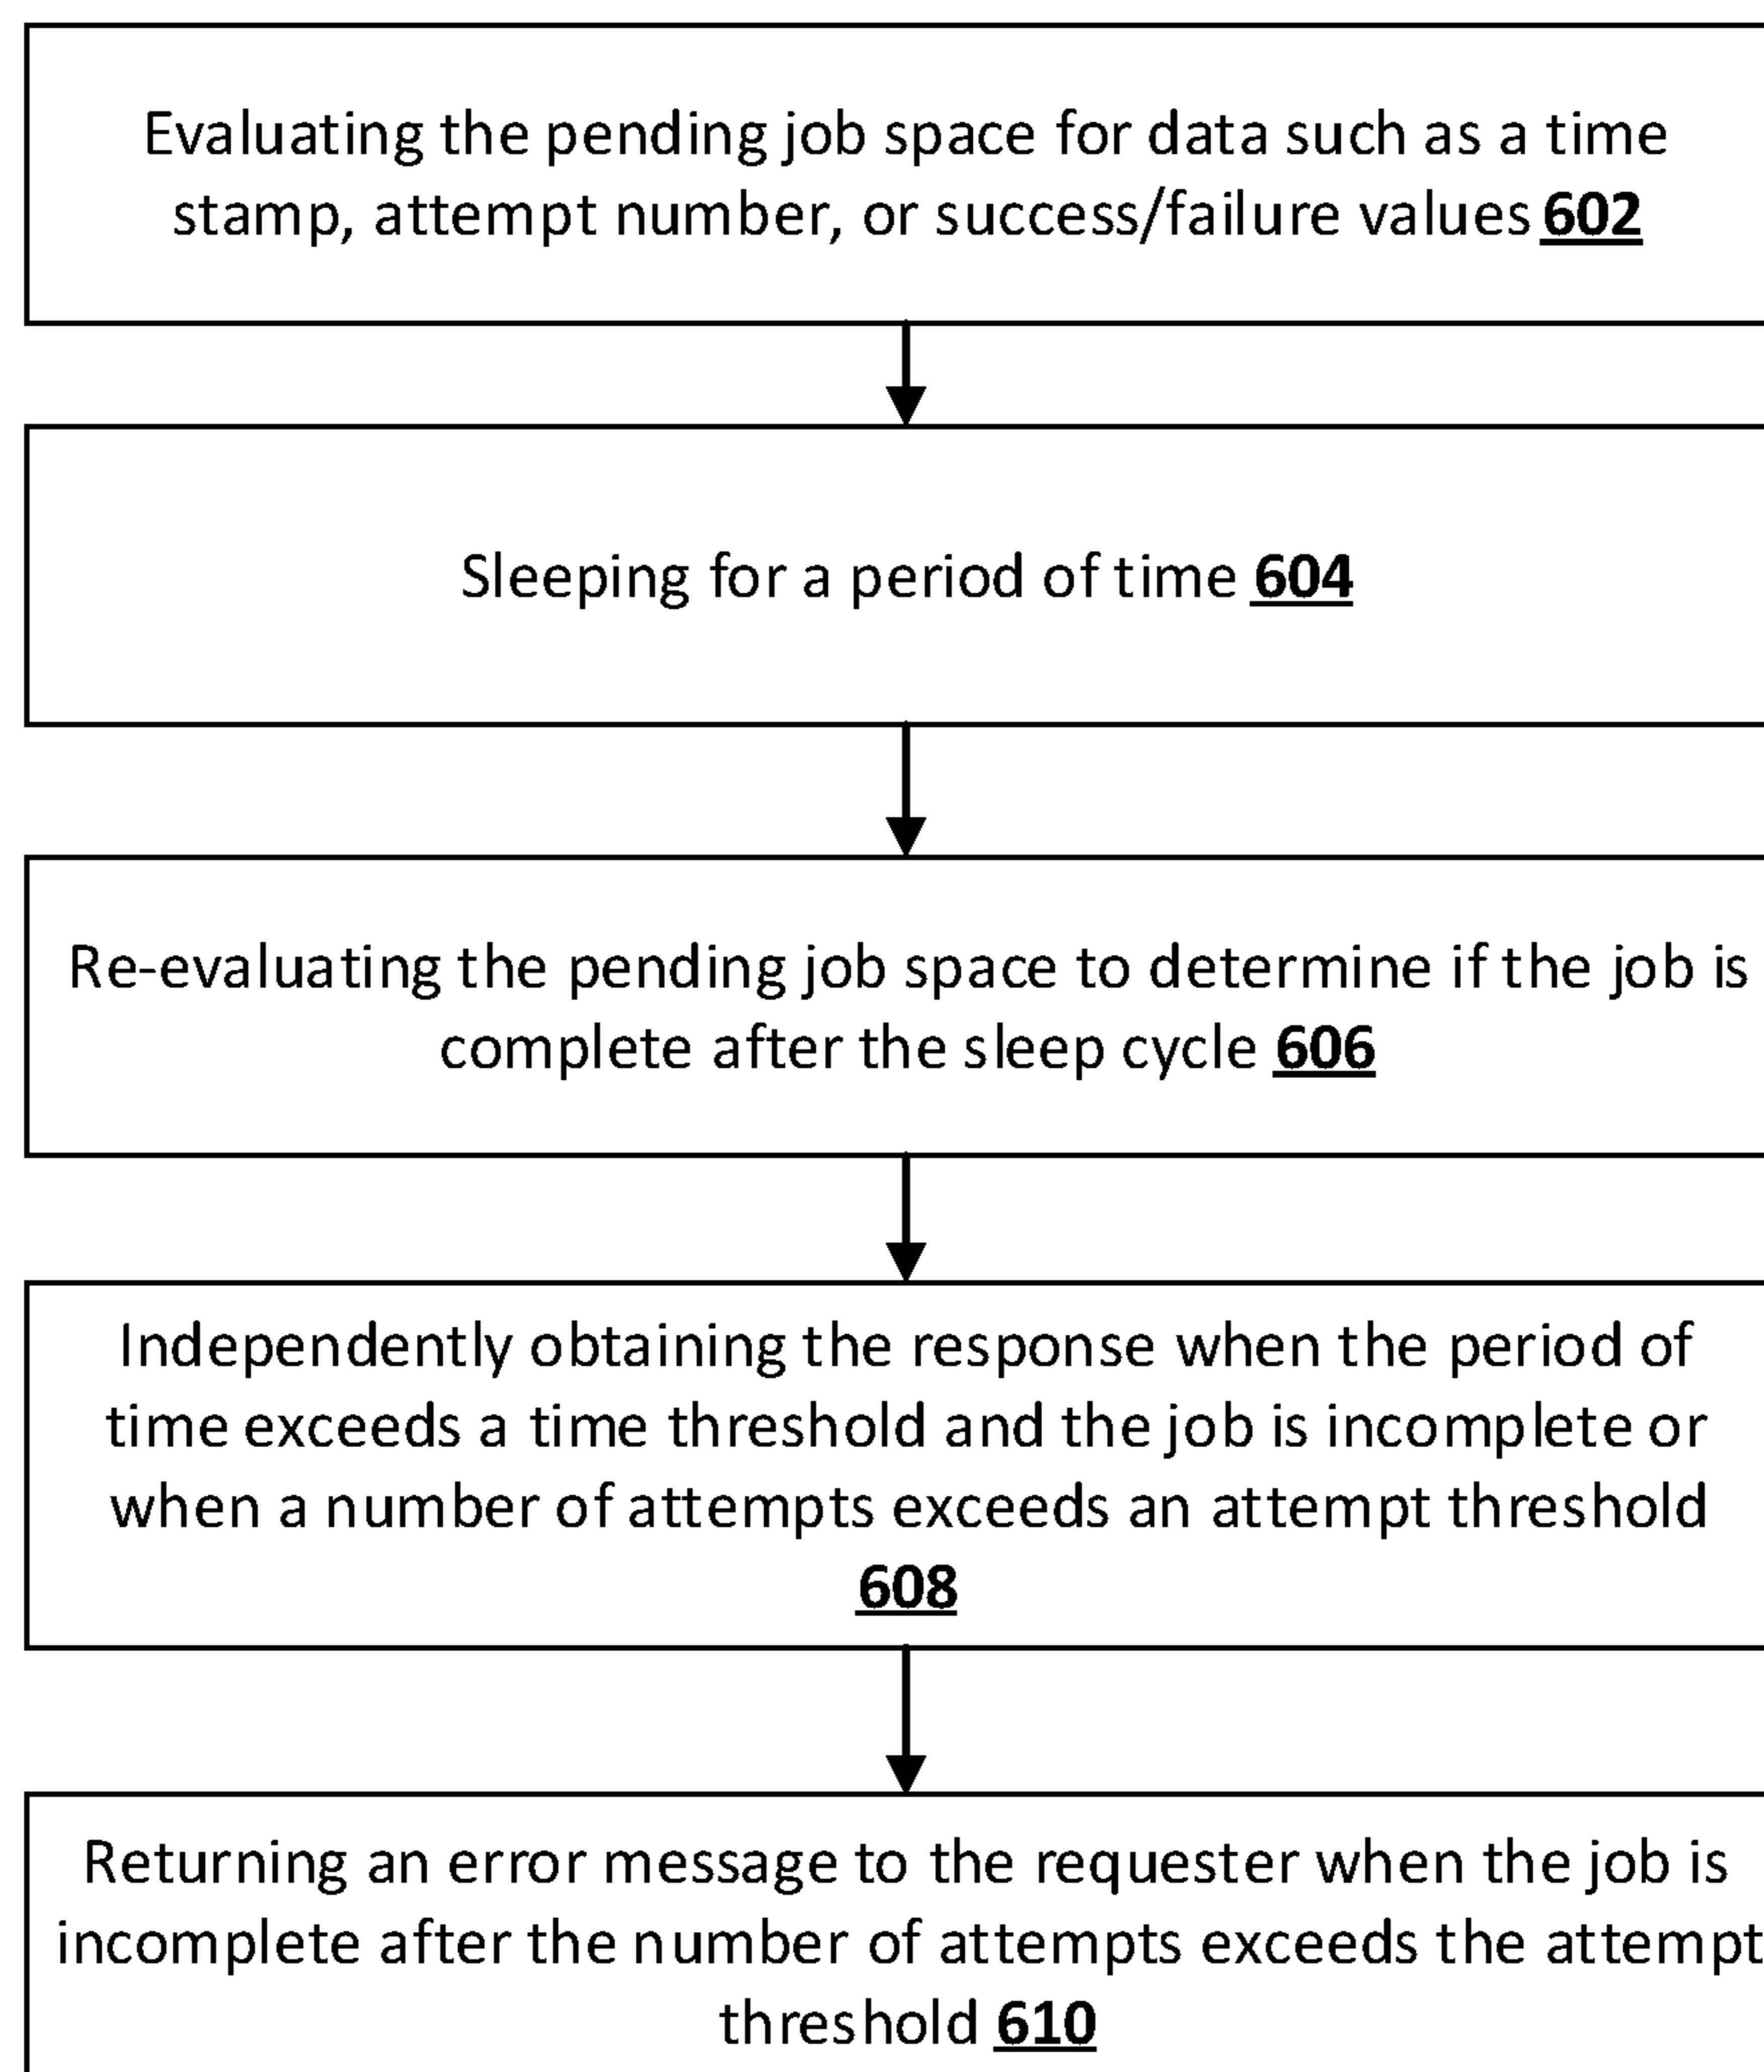 Evaluating the pending job space for data such as a time
stamp, attempt number, or success/failure values 602
Sleeping for a period of time 604
Re-evaluating the pending job space to determine if the job is
complete after the sleep cycle 606
Independently obtaining the response when the period of
time exceeds a time threshold and the job is incomplete or
when a number of attempts exceeds an attempt threshold
608
Returning an error message to the requester when the job is
incomplete after the number of attempts exceeds the attempt
threshold 610